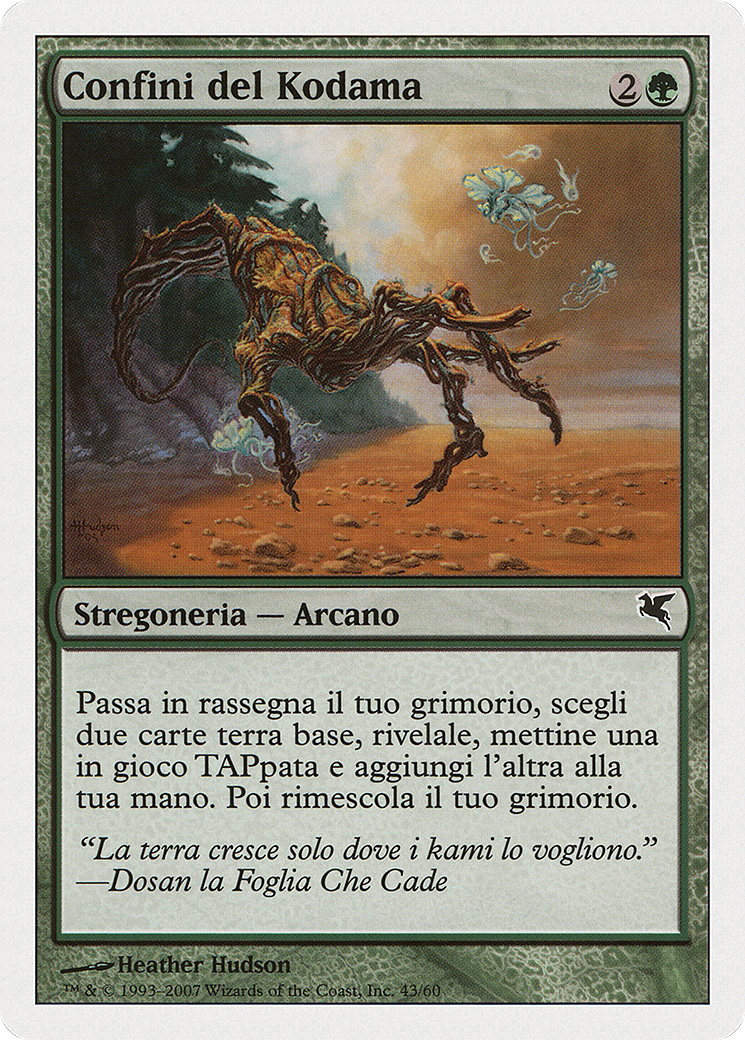 Confini del Kodama
2
Hudson
Stregoneria — Arcano
Passa in rassegna il tuo grimorio, scegli
due carte terra base, rivelale, mettine una
in gioco TAPpata e aggiungi l'altra alla
tua mano. Poi rimescola il tuo grimorio.
“La terra cresce solo dove i kami lo vogliono.”
—Dosan la Foglia Che Cade
Heather Hudson
™ & © 1993–2007 Wizards of the Coast, Inc. 43/60